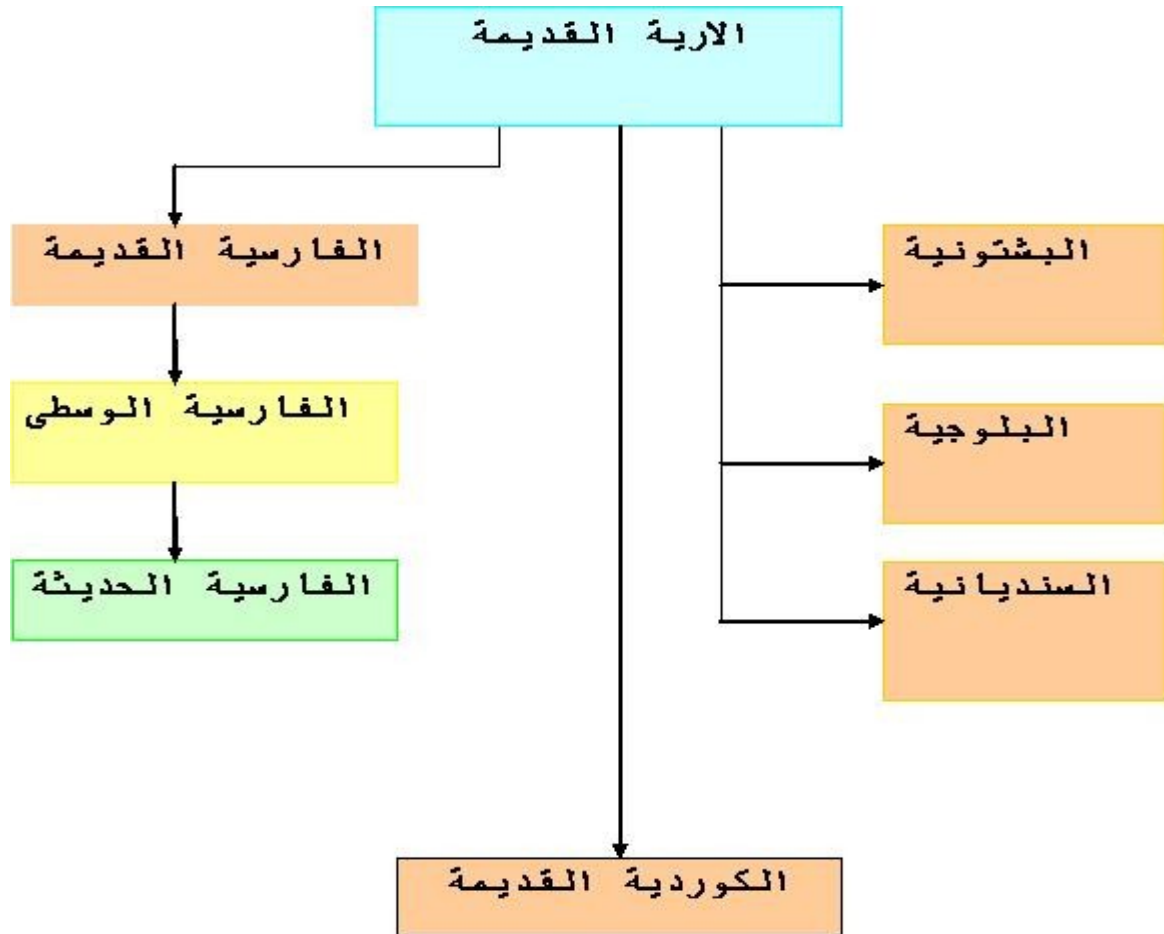 الارية القديمة
الفارسية القديمة
البشتونية
الفارسية الوسطى
البلوجية
الفارسية الحديثة
السنديانية
الكوردية القديمة